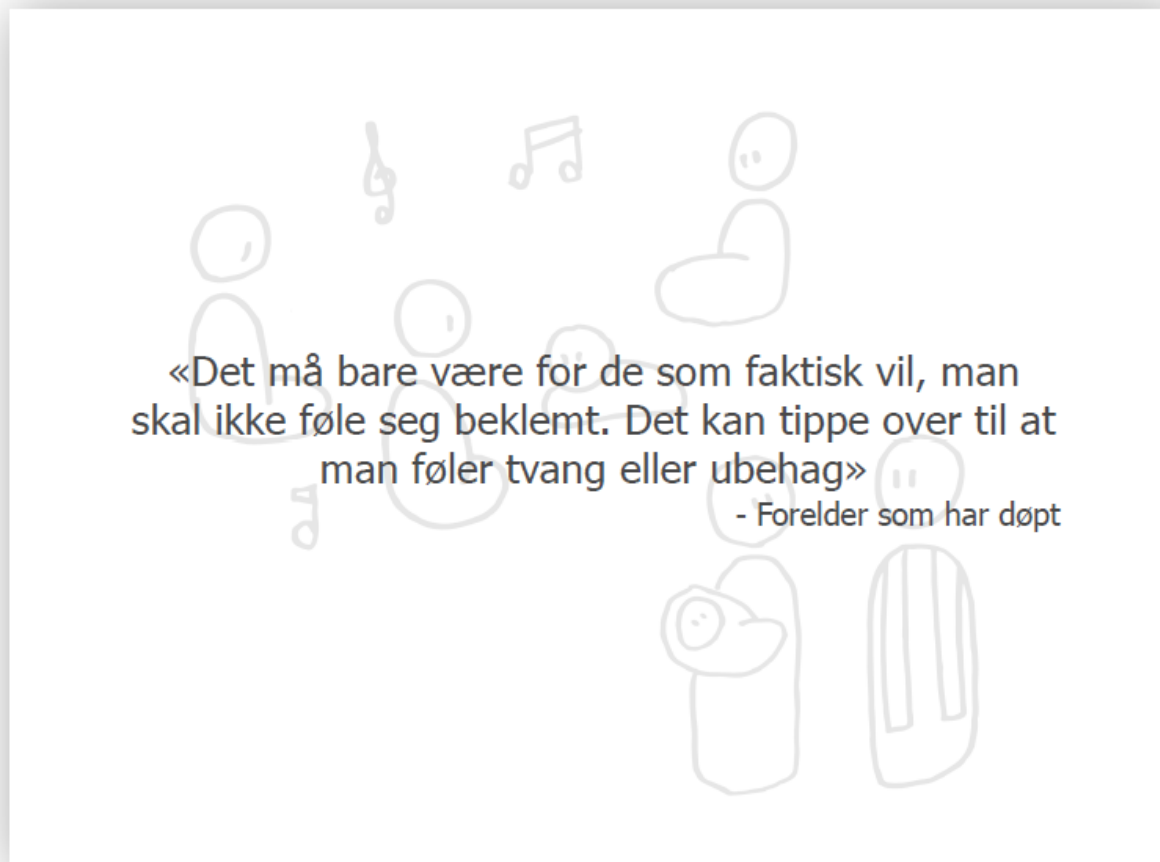 «Det må bare være for de som faktisk vil, man
skal ikke føle seg beklemt. Det kan tippe over til at
man føler tvang eller ubehag»
- Forelder som har døpt